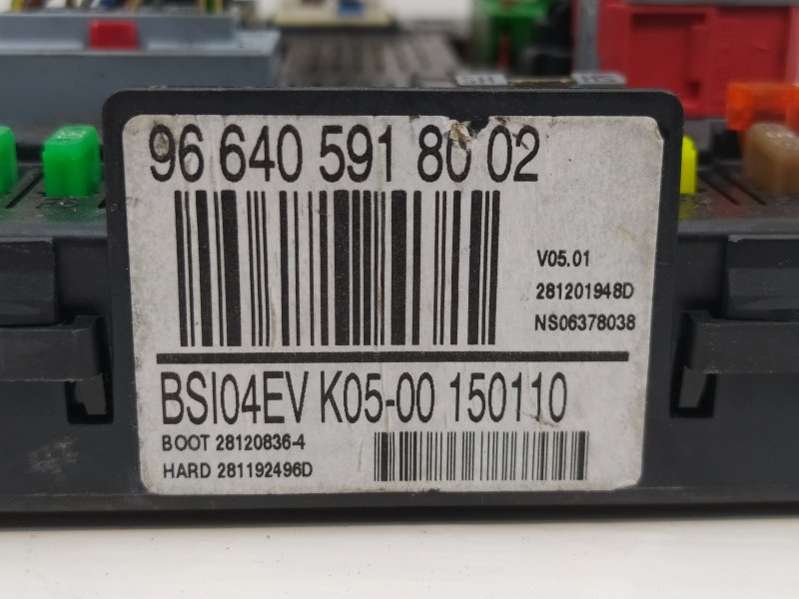 96 640 591 80 02
V05.01
281201948D
NS06378038
BSI04EV K05-00 150110
BOOT 28120836-4
HARD 281192496D